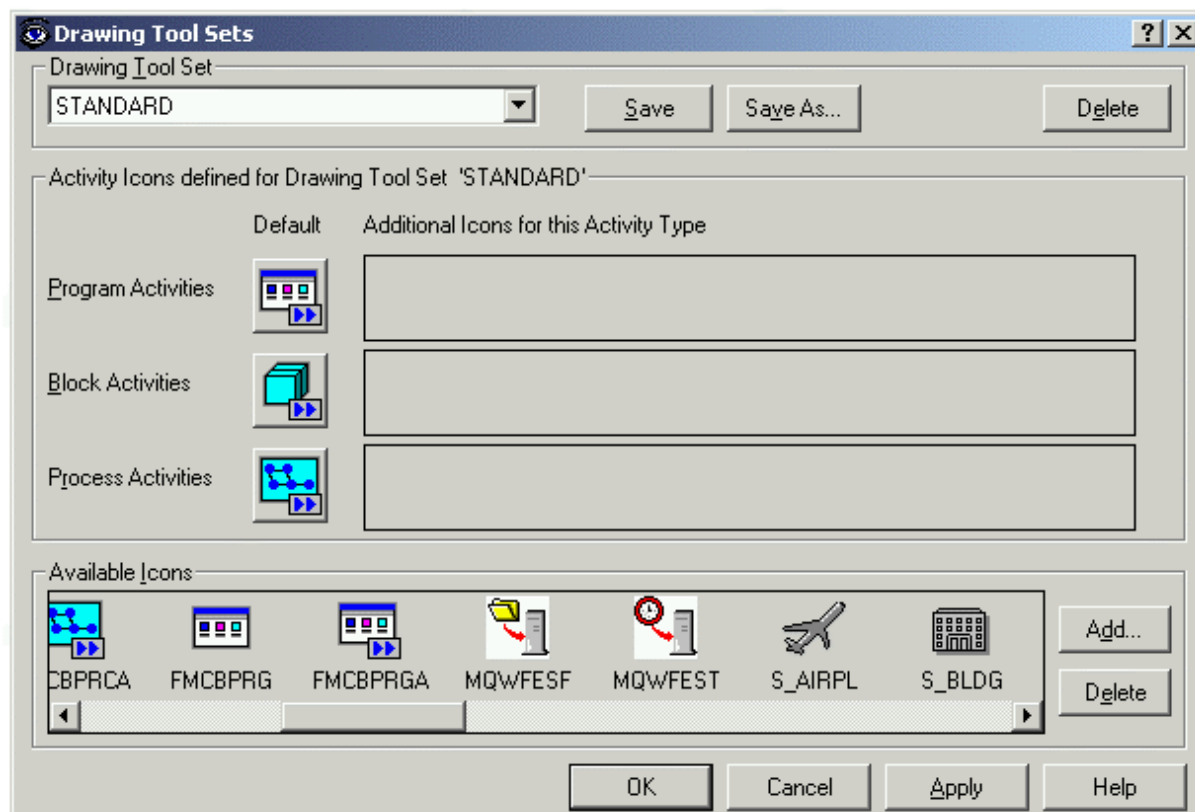 Drawing Tool Sets
Drawing Tool Set
STANDARD
Save
Save As...
Delete
Activity Icons defined for Drawing Tool Set 'STANDARD'
Default
Additional Icons for this Activity Type
Program Activities
Block Activities
Process Activities
Available Icons
CBPRCA
FMCBPRG
FMCBPRGA
MQWFESF
MQWFEST
S_AIRPL
S_BLDG
Add...
Delete
OK
Cancel
Apply
Help